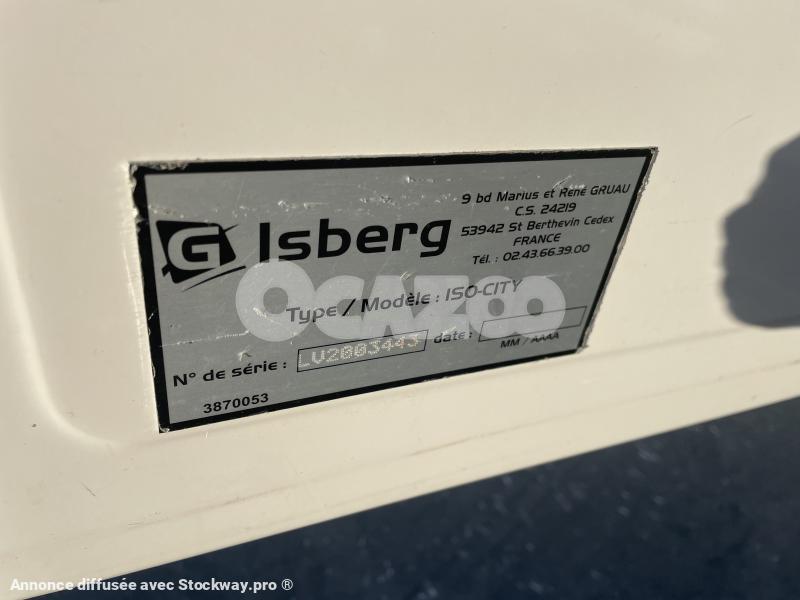 G Isberg
9 bd Marius et René GRUAU
C.S. 24219
53942 St Berthevin Cedex
FRANCE
Tél. : 02.43.66.39.00
OCAZOO
Type / Modèle : ISO-CITY
N° de série : LV2003443 date :
MM / AAAA
3870053
Annonce diffusée avec Stockway.pro ®